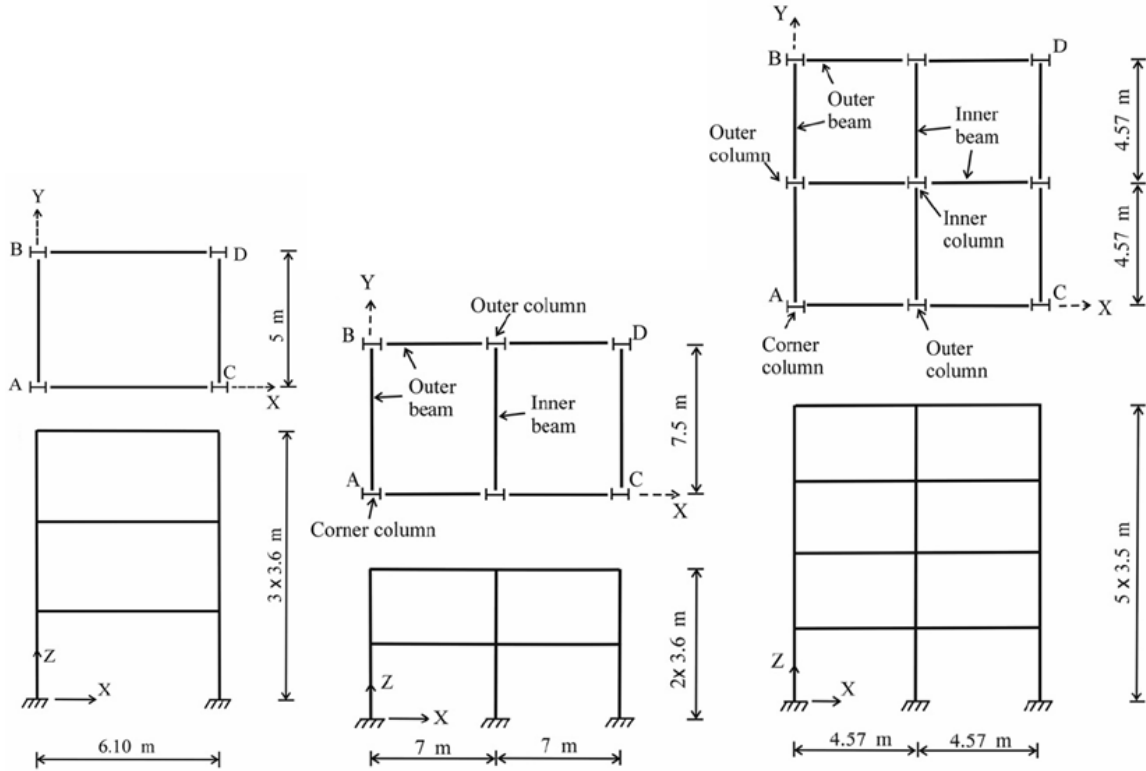 Y
B
D
A
C
X
5 m
3 x 3.6 m
Z
X
6.10 m
Y
Outer column
B
D
Outer
beam
Inner
beam
7.5 m
A
C
X
Corner column
2x 3.6 m
Z
X
7 m
7 m
Y
B
D
Outer
beam
Inner
beam
Outer
column
4.57 m
Inner
column
4.57 m
A
C
X
Corner
column
Outer
column
5 x 3.5 m
Z
X
4.57 m
4.57 m